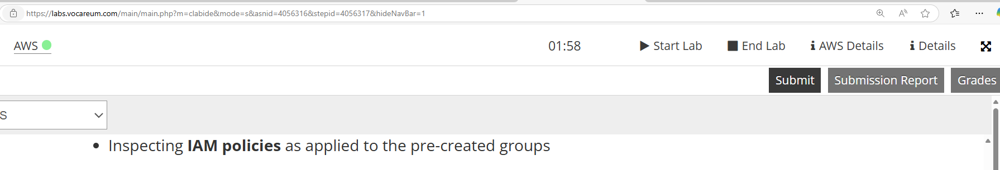 https://labs.vocareum.com/main/main.php?m=clabide&mode=s&asnid=4056316&stepid=4056317&hideNavBar=1
AWS 01:58 Start Lab End Lab AWS Details Details
Submit Submission Report Grades
S
• Inspecting IAM policies as applied to the pre-created groups